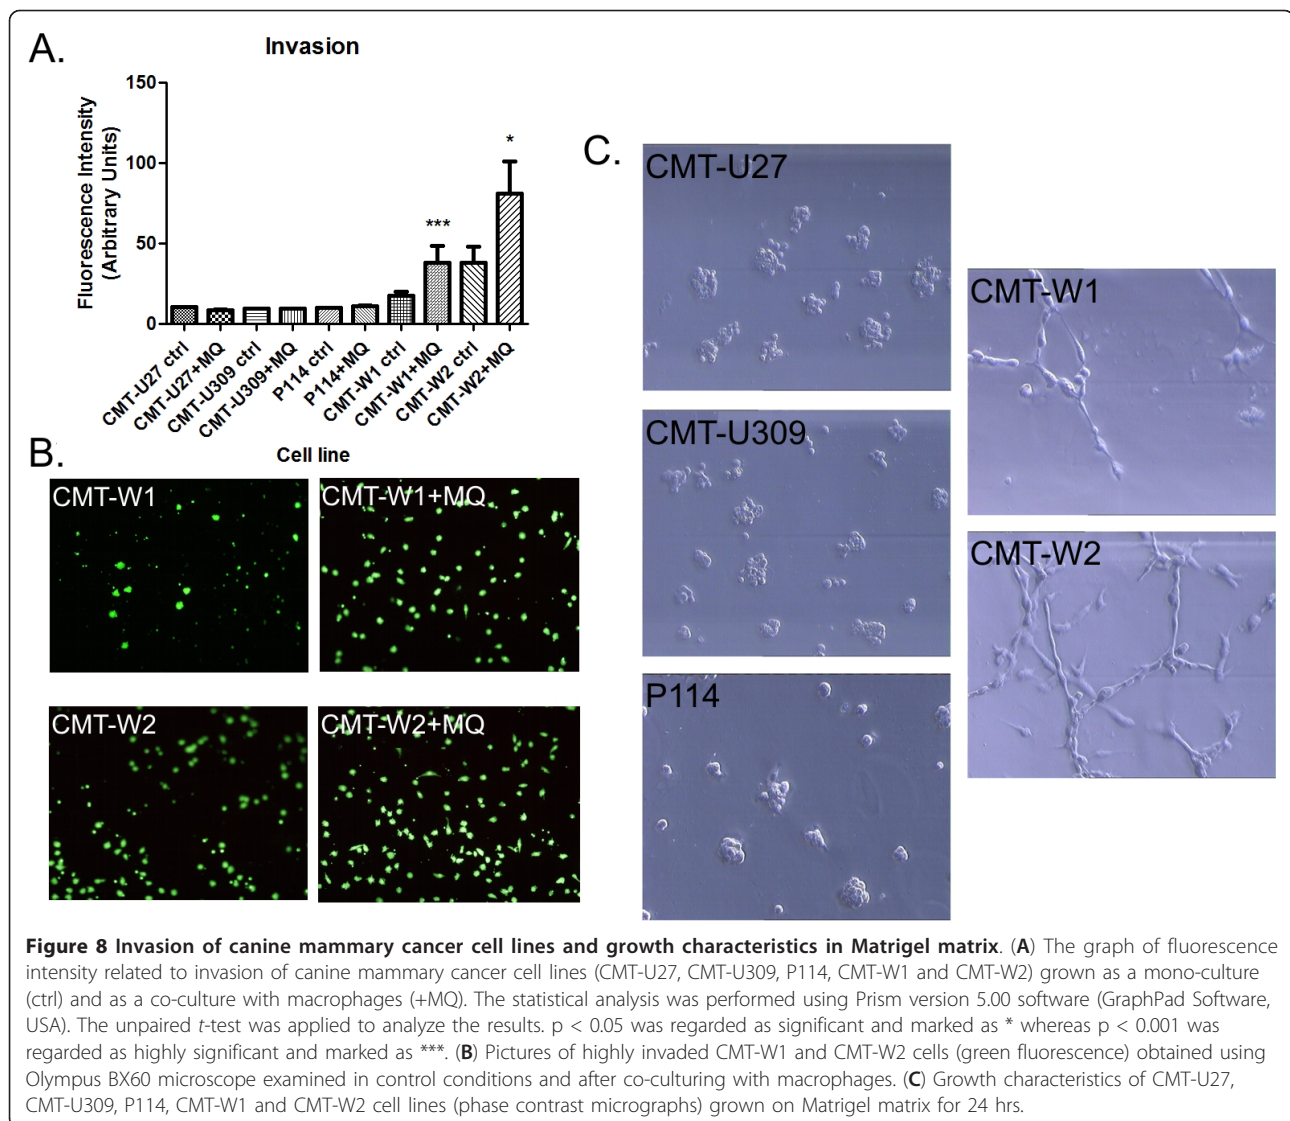 A.
Invasion
Fluorescence Intensity
(Arbitrary Units)
150
100
50
0
***
*
CMT-U27 ctrl
CMT-U27+MQ
CMT-U309 ctrl
CMT-U309+MQ
P114 ctrl
P114+MQ
CMT-W1 ctrl
CMT-W1+MQ
CMT-W2 ctrl
CMT-W2+MQ
Cell line
B.
CMT-W1
CMT-W1+MQ
CMT-W2
CMT-W2+MQ
C.
CMT-U27
CMT-U309
P114
CMT-W1
CMT-W2
Figure 8 Invasion of canine mammary cancer cell lines and growth characteristics in Matrigel matrix. (A) The graph of fluorescence
intensity related to invasion of canine mammary cancer cell lines (CMT-U27, CMT-U309, P114, CMT-W1 and CMT-W2) grown as a mono-culture
(ctrl) and as a co-culture with macrophages (+MQ). The statistical analysis was performed using Prism version 5.00 software (GraphPad Software,
USA). The unpaired t-test was applied to analyze the results. p < 0.05 was regarded as significant and marked as * whereas p < 0.001 was
regarded as highly significant and marked as ***. (B) Pictures of highly invaded CMT-W1 and CMT-W2 cells (green fluorescence) obtained using
Olympus BX60 microscope examined in control conditions and after co-culturing with macrophages. (C) Growth characteristics of CMT-U27,
CMT-U309, P114, CMT-W1 and CMT-W2 cell lines (phase contrast micrographs) grown on Matrigel matrix for 24 hrs.